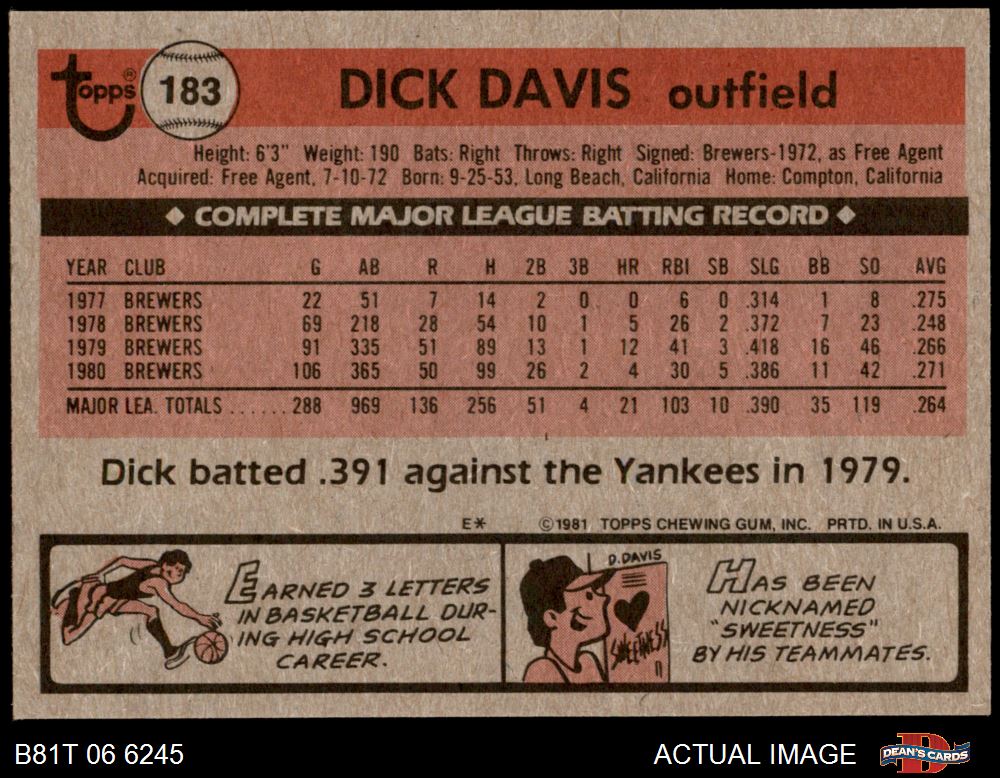 topps®
183
DICK DAVIS outfield
Height: 6'3" Weight: 190 Bats: Right Throws: Right Signed: Brewers-1972, as Free Agent
Acquired: Free Agent, 7-10-72 Born: 9-25-53, Long Beach, California Home: Compton, California
◆ COMPLETE MAJOR LEAGUE BATTING RECORD ◆
YEAR CLUB G AB R H 2B 3B HR RBI SB SLG BB SO AVG
1977 BREWERS 22 51 7 14 2 0 0 6 0 .314 1 8 .275
1978 BREWERS 69 218 28 54 10 1 5 26 2 .372 7 23 .248
1979 BREWERS 91 335 51 89 13 1 12 41 3 .418 16 46 .266
1980 BREWERS 106 365 50 99 26 2 4 30 5 .386 11 42 .271
MAJOR LEA. TOTALS ......288 969 136 256 51 4 21 103 10 .390 35 119 .264
Dick batted .391 against the Yankees in 1979.
E* ©1981 TOPPS CHEWING GUM, INC. PRTD. IN U.S.A.
EARNED 3 LETTERS
IN BASKETBALL DUR-
ING HIGH SCHOOL
CAREER.
D. DAVIS
SWEETNESS
HAS BEEN
NICKNAMED
"SWEETNESS"
BY HIS TEAMMATES.
B81T 06 6245
ACTUAL IMAGE
DEAN'S CARDS